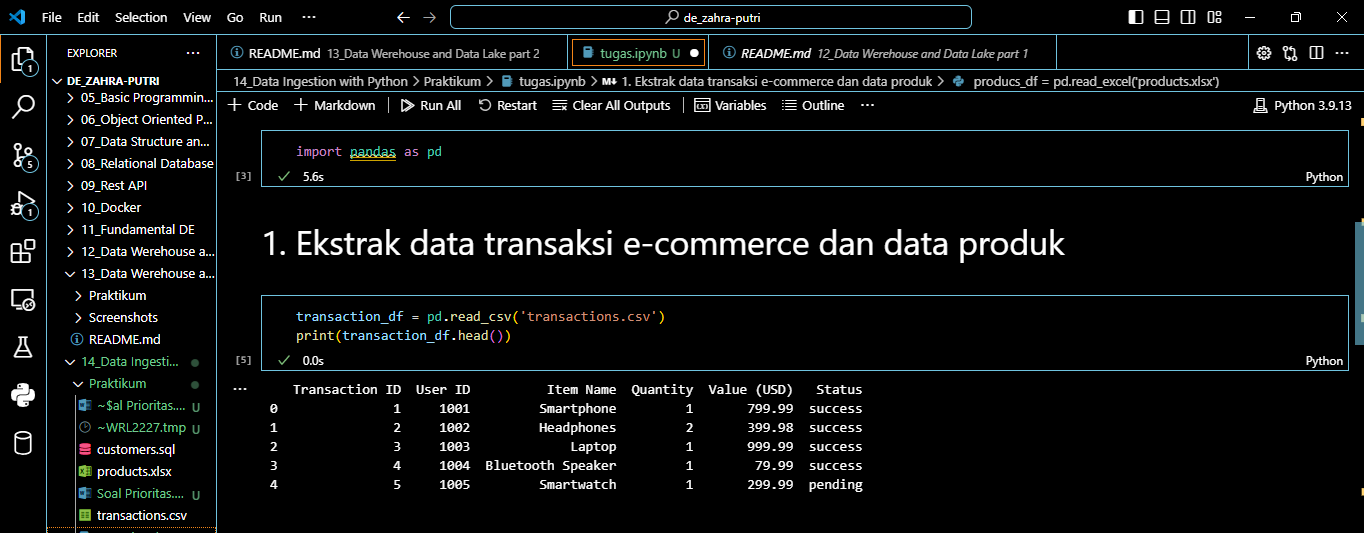 File Edit Selection View Go Run ··· de_zahra-putri
EXPLORER ···
DE_ZAHRA-PUTRI
05_Basic Programmin...
06_Object Oriented P...
07_Data Structure an...
08_Relational Database
09_Rest API
10_Docker
11_Fundamental DE
12_Data Werehouse a...
13_Data Werehouse a...
Praktikum
Screenshots
README.md
14_Data Ingesti...
Praktikum
~$al Prioritas.... U
~WRL2227.tmp U
customers.sql
products.xlsx
Soal Prioritas.... U
transactions.csv
1
5
1
README.md 13_Data Werehouse and Data Lake part 2 tugas.ipynb U README.md 12_Data Werehouse and Data Lake part 1 ···
14_Data Ingestion with Python > Praktikum > tugas.ipynb > M↓ 1. Ekstrak data transaksi e-commerce dan data produk > producs_df = pd.read_excel('products.xlsx')
+ Code + Markdown Run All Restart Clear All Outputs Variables Outline ··· Python 3.9.13
import pandas as pd
[3] 5.6s Python
1. Ekstrak data transaksi e-commerce dan data produk
transaction_df = pd.read_csv('transactions.csv')
print(transaction_df.head())
[5] 0.0s Python
··· Transaction ID User ID Item Name Quantity Value (USD) Status
0 1 1001 Smartphone 1 799.99 success
1 2 1002 Headphones 2 399.98 success
2 3 1003 Laptop 1 999.99 success
3 4 1004 Bluetooth Speaker 1 79.99 success
4 5 1005 Smartwatch 1 299.99 pending